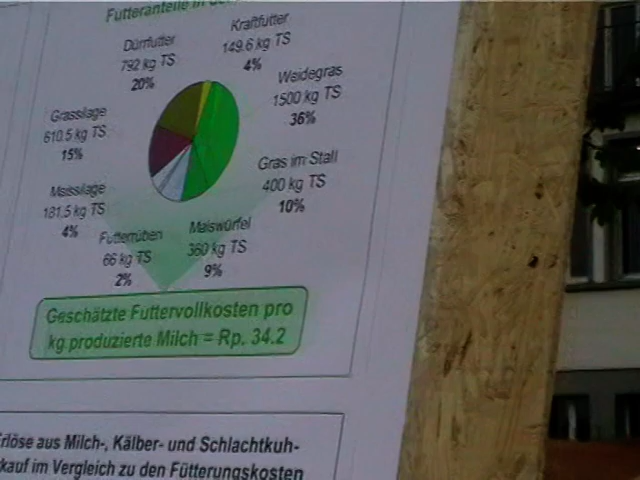 Futteranteile in
Kraftfutter
149.6 kg TS
4%
Dürrfutter
792 kg TS
20%
Weidegras
1500 kg TS
36%
Grassilage
610.5 kg TS
15%
Gras im Stall
400 kg TS
10%
Maissilage
181.5 kg TS
4%
Futterrüben
66 kg TS
2%
Maiswürfel
360 kg TS
9%
Geschätzte Futtervollkosten pro
kg produzierte Milch = Rp. 34.2
rlöse aus Milch-, Kälber- und Schlachtkuh-
kauf im Vergleich zu den Fütterungskosten